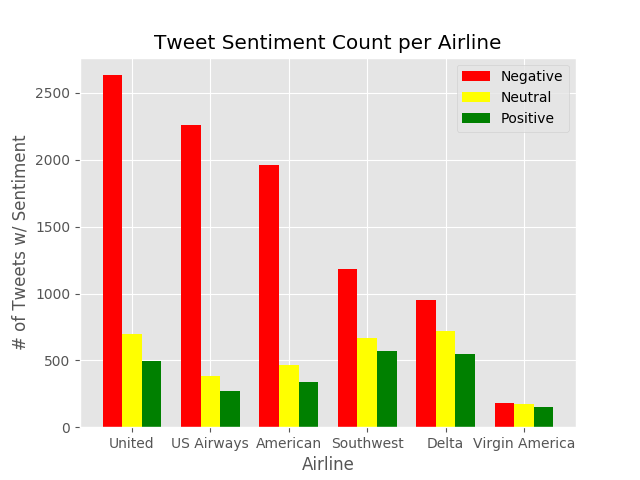 Tweet Sentiment Count per Airline
Negative
Neutral
Positive
# of Tweets w/ Sentiment
2500
2000
1500
1000
500
0
United US Airways American Southwest Delta Virgin America
Airline